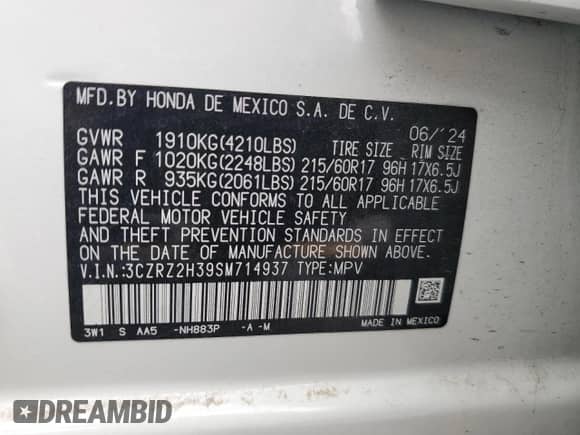 MFD.BY HONDA DE MEXICO S.A. DE C.V.
06/'24
GVWR 1910KG(4210LBS) TIRE SIZE RIM SIZE
GAWR F 1020KG(2248LBS) 215/60R17 96H 17X6.5J
GAWR R 935KG(2061LBS) 215/60R17 96H 17X6.5J
THIS VEHICLE CONFORMS TO ALL APPLICABLE
FEDERAL MOTOR VEHICLE SAFETY
AND THEFT PREVENTION STANDARDS IN EFFECT
ON THE DATE OF MANUFACTURE SHOWN ABOVE.
V.I.N.:3CZRZ2H39SM714937 TYPE:MPV
3W1 S AA5 -NH883P -A -M MADE IN MEXICO
DREAMBID